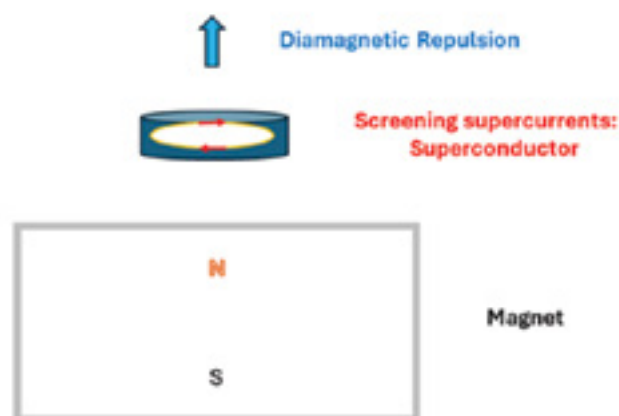 Diamagnetic Repulsion
Screening supercurrents:
Superconductor
N
Magnet
S